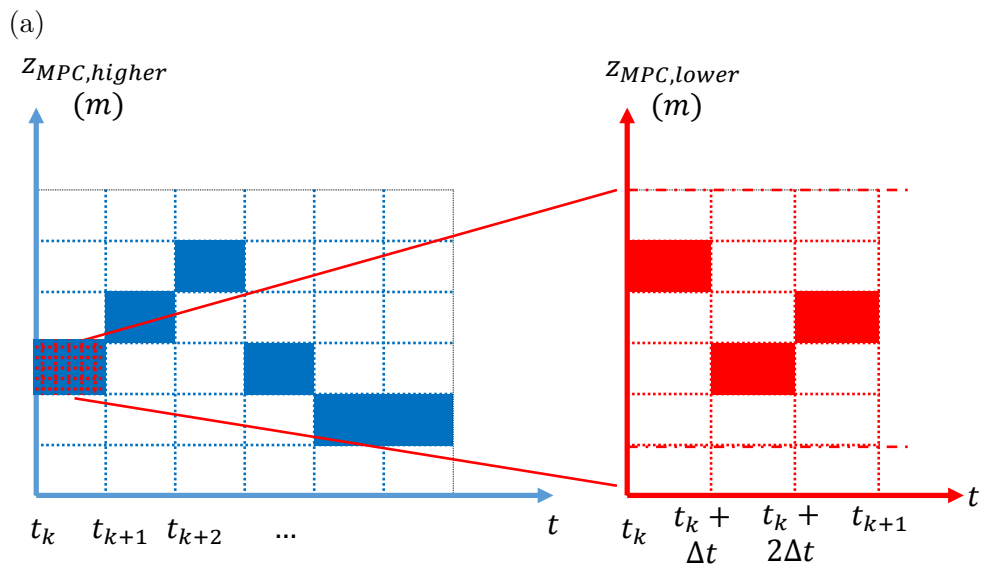 (a)
z_{MPC,higher}
(m)
z_{MPC,lower}
(m)
t_k
t_{k+1}
t_{k+2}
...
t
t_k
t_k +
Δt
t_k +
2Δt
t_{k+1}
t